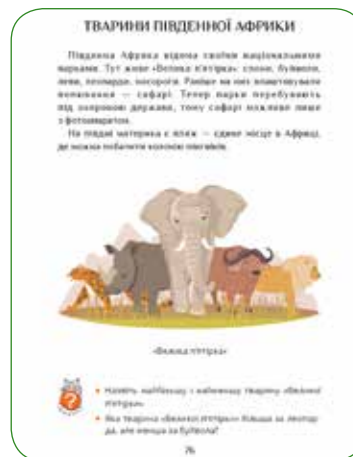 ТВАРИНИ ПІВДЕННОЇ АФРИКИ
Південна Африка відома своїми національними
парками. Тут живе «Велика п'ятірка»: слони, буйволи,
леви, леопарди, носороги. Раніше на них влаштовували
полювання — сафарі. Тепер парки перебувають
під охороною держави, тому сафарі можливе лише
з фотоапаратом.
На півдні материка є пляж — єдине місце в Африці,
де можна побачити колонію пінгвінів.
«Велика п'ятірка»
• Назвіть найбільшу і найменшу тварину «Великої
п'ятірки».
• Яка тварина «Великої п'ятірки» більша за леопар-
да, але менша за буйвола?
76